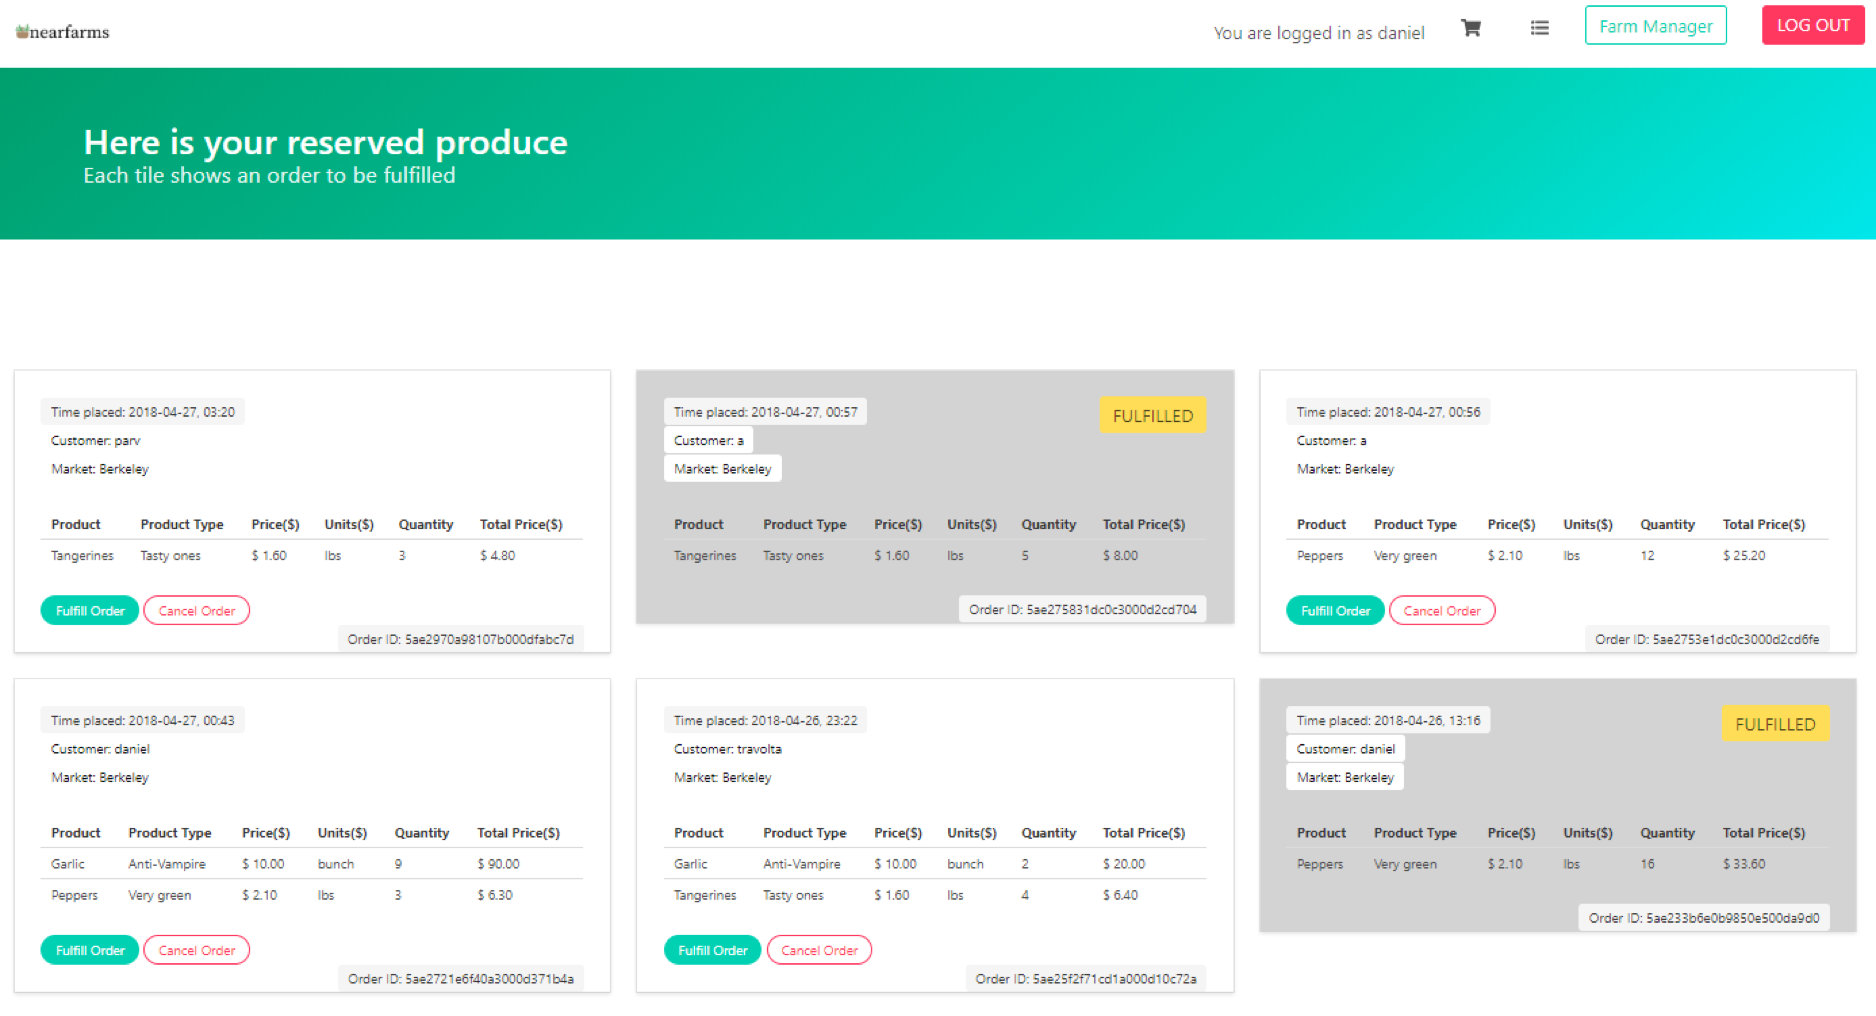 nearfarms
You are logged in as daniel
Farm Manager
LOG OUT
Here is your reserved produce
Each tile shows an order to be fulfilled
Time placed: 2018-04-27, 03:20
Customer: parv
Market: Berkeley
Product Product Type Price($) Units($) Quantity Total Price($)
Tangerines Tasty ones $ 1.60 lbs 3 $ 4.80
Fulfill Order Cancel Order
Order ID: 5ae2970a98107b000dfabc7d
Time placed: 2018-04-27, 00:57
FULFILLED
Customer: a
Market: Berkeley
Product Product Type Price($) Units($) Quantity Total Price($)
Tangerines Tasty ones $ 1.60 lbs 5 $ 8.00
Order ID: 5ae275831dc0c3000d2cd704
Time placed: 2018-04-27, 00:56
Customer: a
Market: Berkeley
Product Product Type Price($) Units($) Quantity Total Price($)
Peppers Very green $ 2.10 lbs 12 $ 25.20
Fulfill Order Cancel Order
Order ID: 5ae2753e1dc0c3000d2cd6fe
Time placed: 2018-04-27, 00:43
Customer: daniel
Market: Berkeley
Product Product Type Price($) Units($) Quantity Total Price($)
Garlic Anti-Vampire $ 10.00 bunch 9 $ 90.00
Peppers Very green $ 2.10 lbs 3 $ 6.30
Fulfill Order Cancel Order
Order ID: 5ae2721e6f40a3000d371b4a
Time placed: 2018-04-26, 23:22
Customer: travolta
Market: Berkeley
Product Product Type Price($) Units($) Quantity Total Price($)
Garlic Anti-Vampire $ 10.00 bunch 2 $ 20.00
Tangerines Tasty ones $ 1.60 lbs 4 $ 6.40
Fulfill Order Cancel Order
Order ID: 5ae25f2f71cd1a000d10c72a
Time placed: 2018-04-26, 13:16
FULFILLED
Customer: daniel
Market: Berkeley
Product Product Type Price($) Units($) Quantity Total Price($)
Peppers Very green $ 2.10 lbs 16 $ 33.60
Order ID: 5ae233b6e0b9850e500da9d0